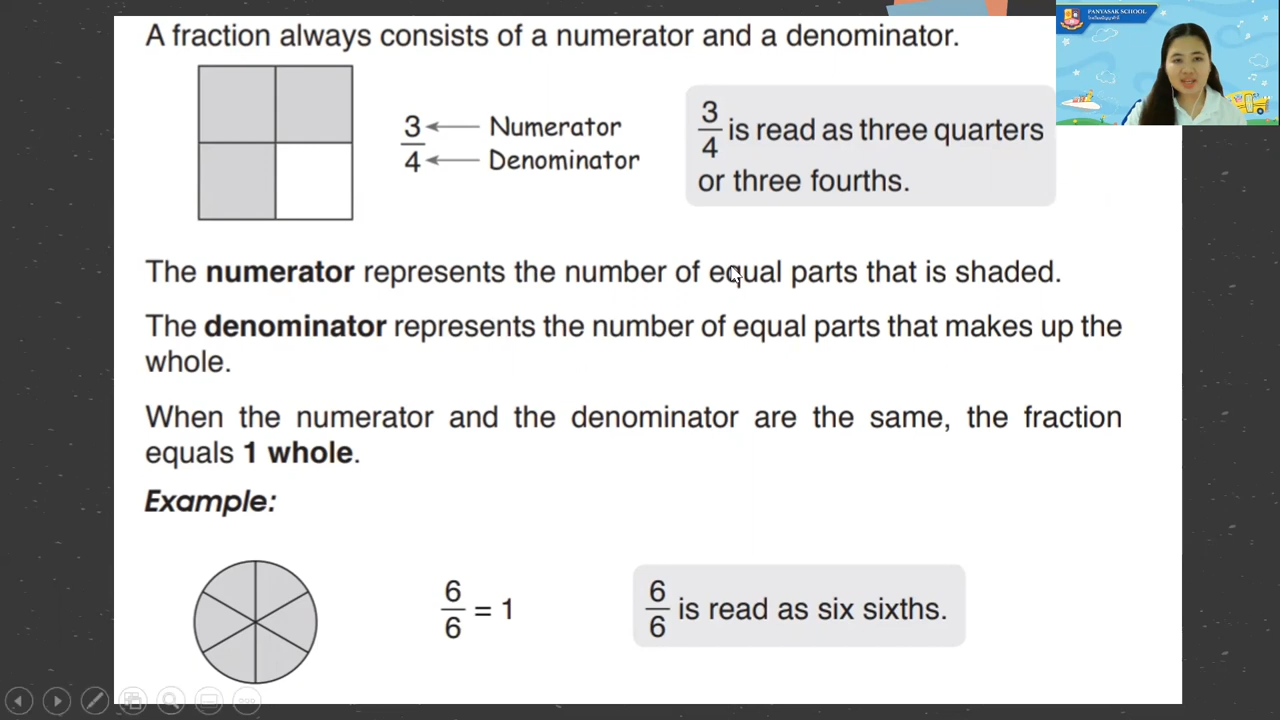 A fraction always consists of a numerator and a denominator.
3 Numerator
4 Denominator
3/4 is read as three quarters
or three fourths.
The numerator represents the number of equal parts that is shaded.
The denominator represents the number of equal parts that makes up the
whole.
When the numerator and the denominator are the same, the fraction
equals 1 whole.
Example:
6/6 = 1
6/6 is read as six sixths.
PANYASAK SCHOOL